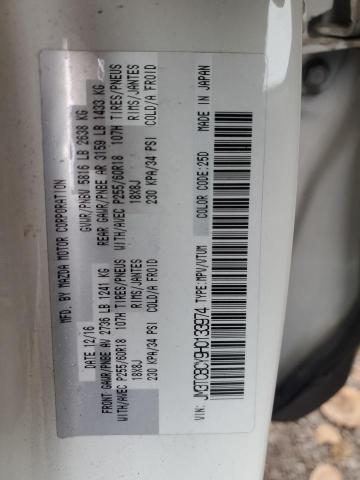 MFD. BY MAZDA MOTOR CORPORATION
DATE: 12/16
GVWR/PNBV 5816 LB 2638 KG
FRONT GAWR/PNBE AV 2736 LB 1241 KG
REAR GAWR/PNBE AR 3159 LB 1433 KG
WITH/AVEC P255/60R18 107H TIRES/PNEUS
WITH/AVEC P255/60R18 107H TIRES/PNEUS
18X8J RIMS/JANTES
18X8J RIMS/JANTES
230 KPA/34 PSI COLD/A FROID
230 KPA/34 PSI COLD/A FROID
VIN: JM3TCBCY9H0133974 TYPE:MPV/VTUM
COLOR CODE:25D
MADE IN JAPAN